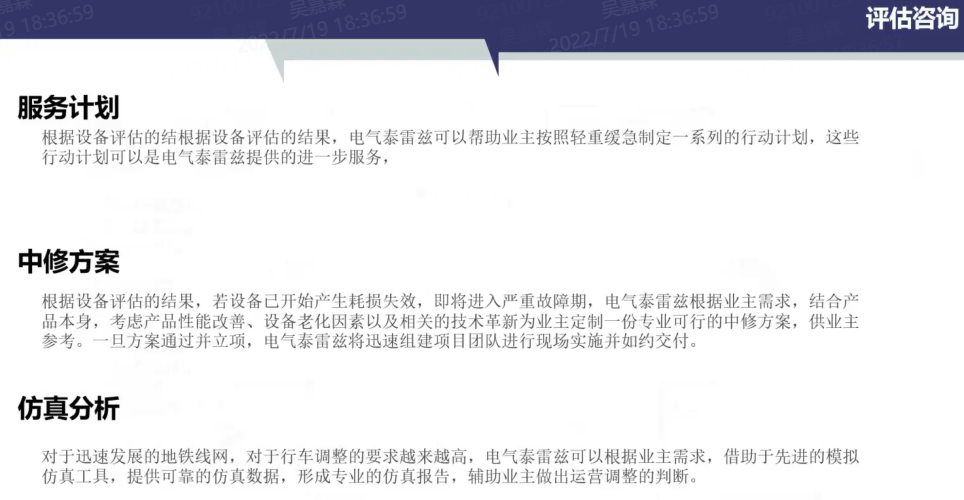 吴嘉霖
19 18:36:59
2022/7/19 18:36:59
评估咨询
服务计划
根据设备评估的结根据设备评估的结果，电气泰雷兹可以帮助业主按照轻重缓急制定一系列的行动计划，这些
行动计划可以是电气泰雷兹提供的进一步服务，
中修方案
根据设备评估的结果，若设备已开始产生耗损失效，即将进入严重故障期，电气泰雷兹根据业主需求，结合产
品本身，考虑产品性能改善、设备老化因素以及相关的技术革新为业主定制一份专业可行的中修方案，供业主
参考。一旦方案通过并立项，电气泰雷兹将迅速组建项目团队进行现场实施并如约交付。
仿真分析
对于迅速发展的地铁线网，对于行车调整的要求越来越高，电气泰雷兹可以根据业主需求，借助于先进的模拟
仿真工具，提供可靠的仿真数据，形成专业的仿真报告，辅助业主做出运营调整的判断。